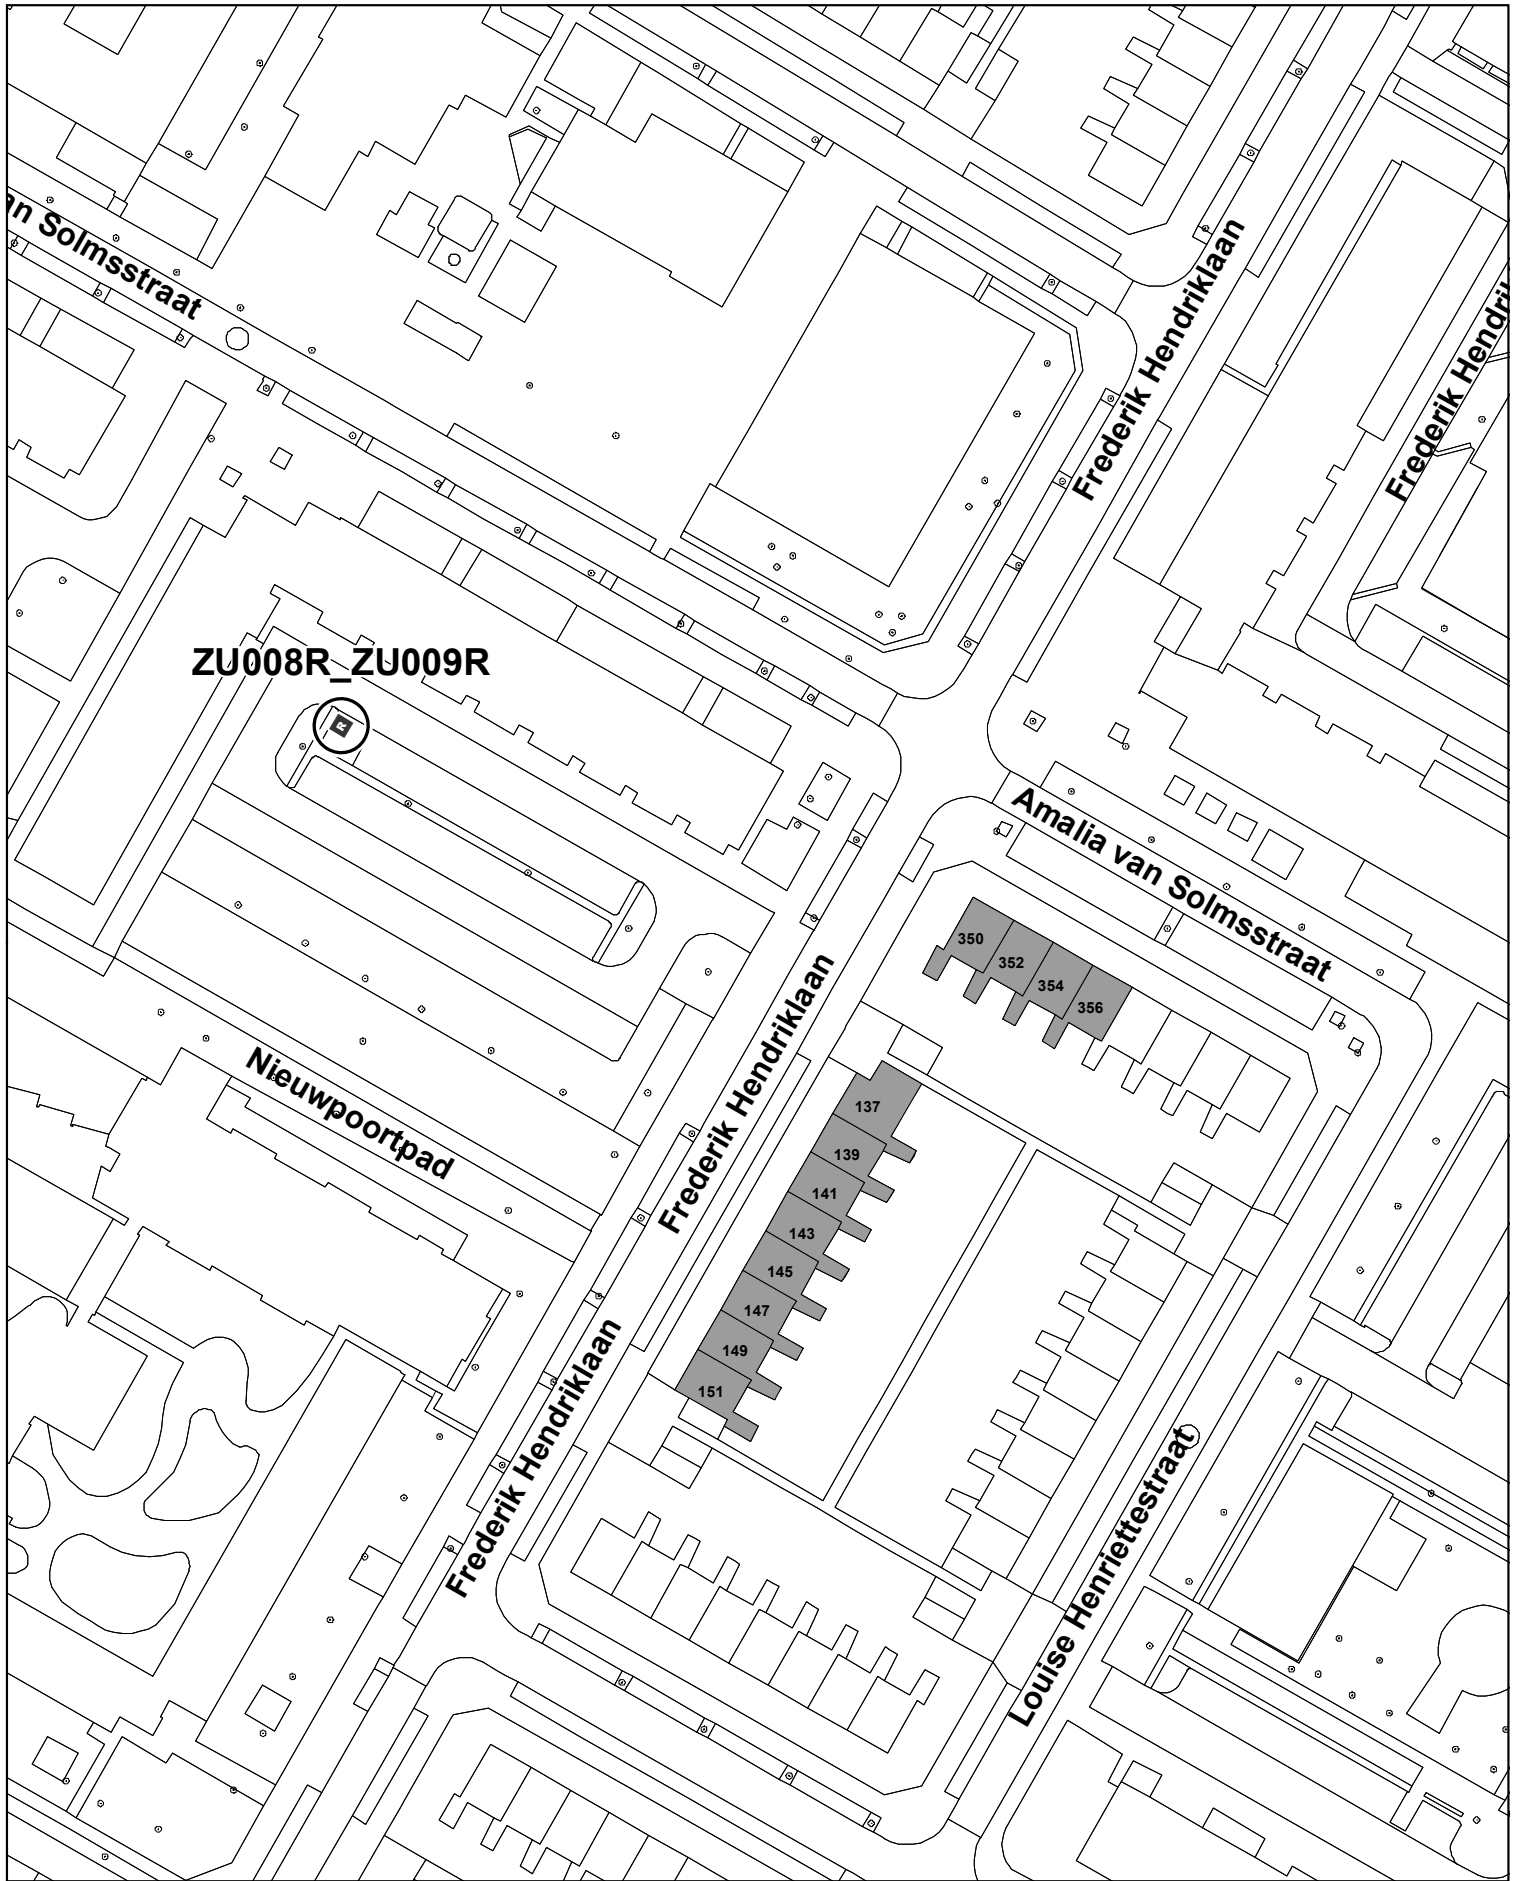 an Solmsstraat
Frederik Hendriklaan
Frederik Hendrik
ZU008R_ZU009R
R
Amalia van Solmsstraat
350
352
354
356
Frederik Hendriklaan
Nieuwpoortpad
137
139
141
143
145
147
149
151
Frederik Hendriklaan
Louise Henriettestraat